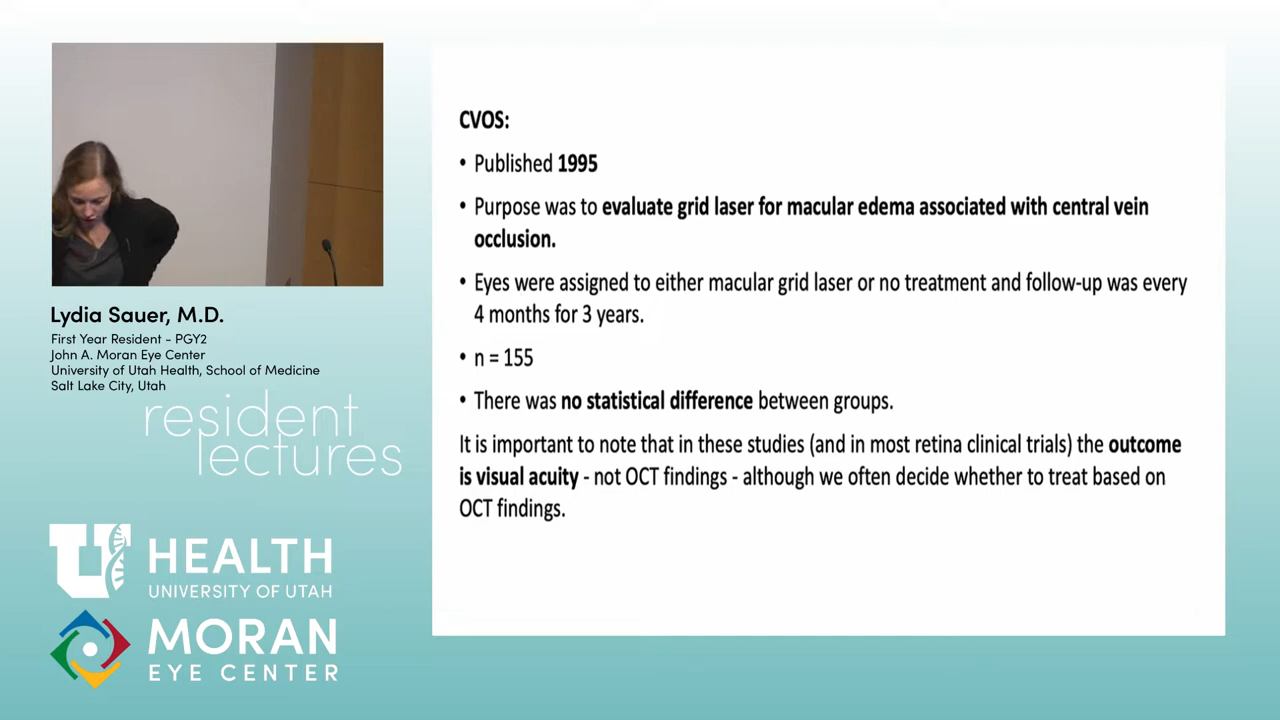 Lydia Sauer, M.D.
First Year Resident - PGY2
John A. Moran Eye Center
University of Utah Health, School of Medicine
Salt Lake City, Utah
resident
lectures
U
HEALTH
UNIVERSITY OF UTAH
MORAN
EYE CENTER
CVOS:
• Published 1995
• Purpose was to evaluate grid laser for macular edema associated with central vein
occlusion.
• Eyes were assigned to either macular grid laser or no treatment and follow-up was every
4 months for 3 years.
• n = 155
• There was no statistical difference between groups.
It is important to note that in these studies (and in most retina clinical trials) the outcome
is visual acuity - not OCT findings - although we often decide whether to treat based on
OCT findings.